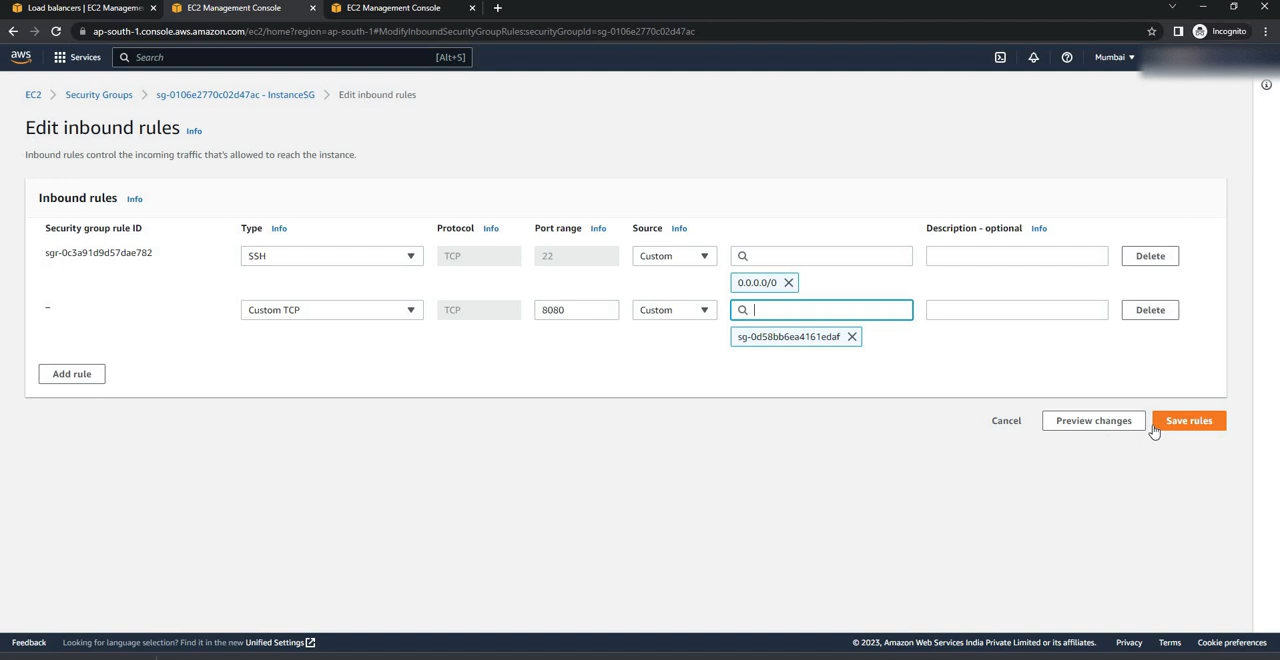 Load balancers | EC2 Manageme
EC2 Management Console
EC2 Management Console
ap-south-1.console.aws.amazon.com/ec2/home?region=ap-south-1#ModifyInboundSecurityGroupRules:securityGroupId=sg-0106e2770c02d47ac
Incognito
aws
Services
Search
[Alt+S]
Mumbai
EC2
Security Groups
sg-0106e2770c02d47ac - InstanceSG
Edit inbound rules
Edit inbound rules Info
Inbound rules control the incoming traffic that's allowed to reach the instance.
Inbound rules Info
Security group rule ID
Type Info
Protocol Info
Port range Info
Source Info
Description - optional Info
sgr-0c3a91d9d57dae782
SSH
TCP
22
Custom
Delete
0.0.0.0/0
–
Custom TCP
TCP
8080
Custom
Delete
sg-0d58bb6ea4161edaf
Add rule
Cancel
Preview changes
Save rules
Feedback
Looking for language selection? Find it in the new Unified Settings
© 2023, Amazon Web Services India Private Limited or its affiliates.
Privacy
Terms
Cookie preferences